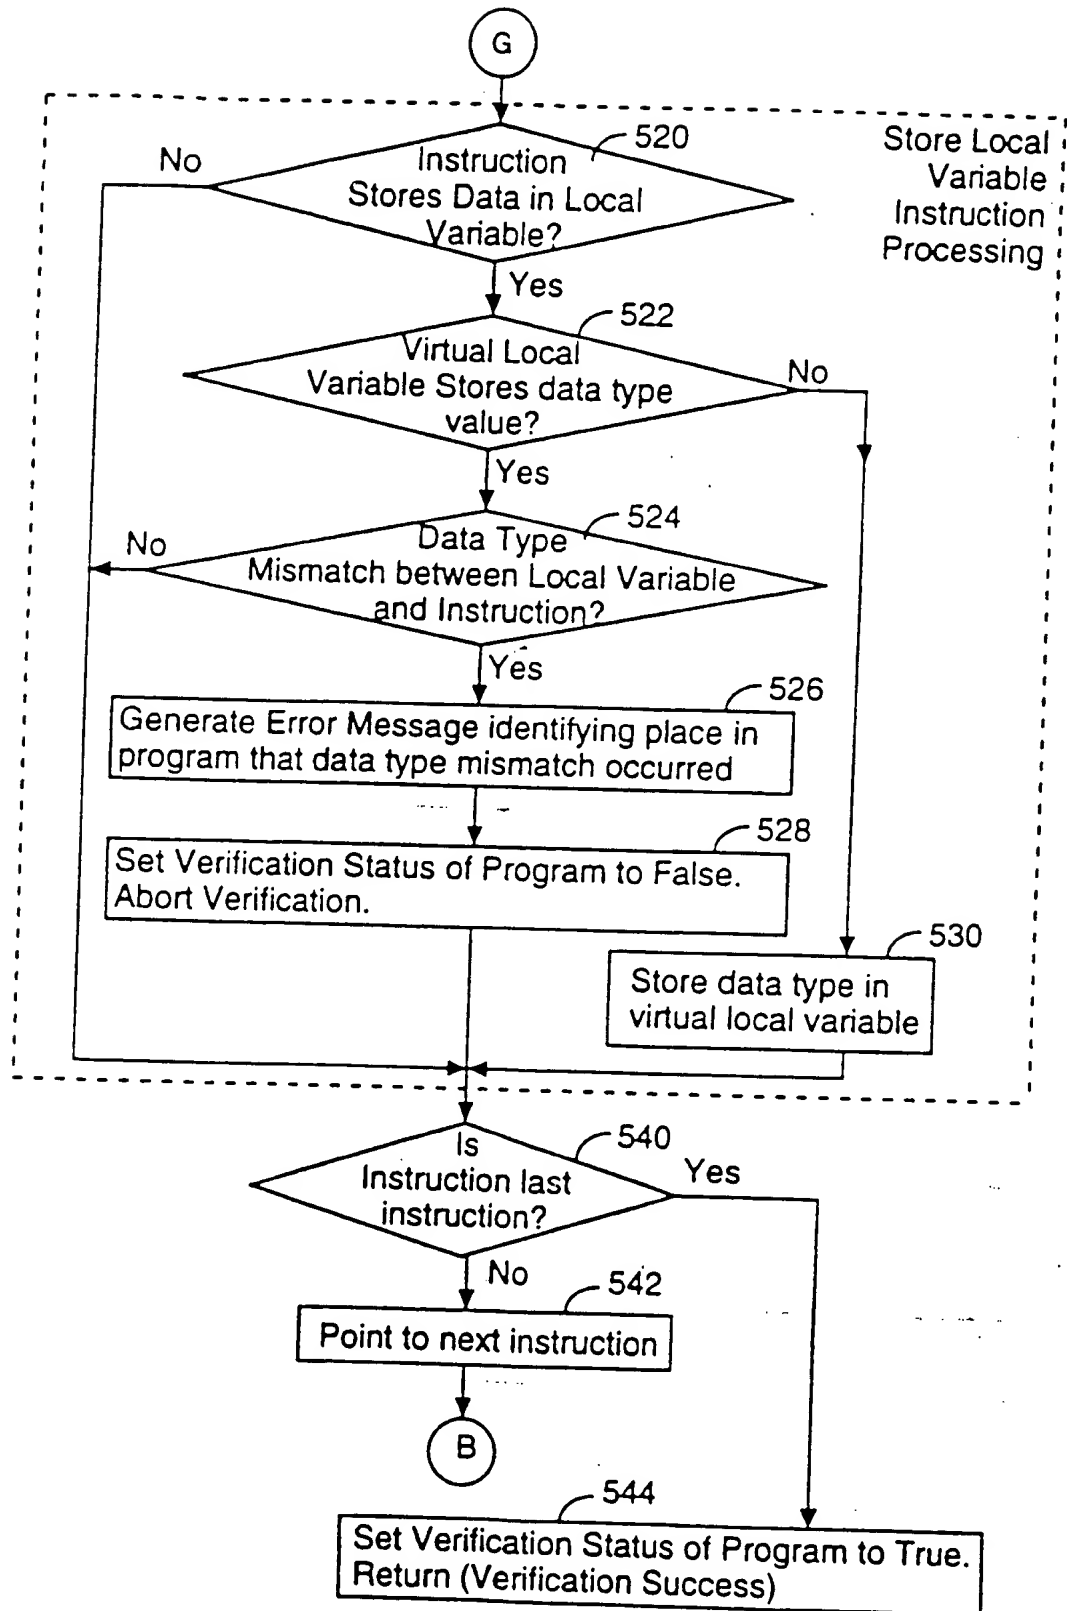 G
520
Store Local
Variable
Instruction
Processing
No
Instruction
Stores Data in Local
Variable?
Yes
522
Virtual Local
Variable Stores data type
value?
No
Yes
524
No
Data Type
Mismatch between Local Variable
and Instruction?
Yes
526
Generate Error Message identifying place in
program that data type mismatch occurred
528
Set Verification Status of Program to False.
Abort Verification.
530
Store data type in
virtual local variable
540
Is
Instruction last
instruction?
Yes
No
542
Point to next instruction
B
544
Set Verification Status of Program to True.
Return (Verification Success)